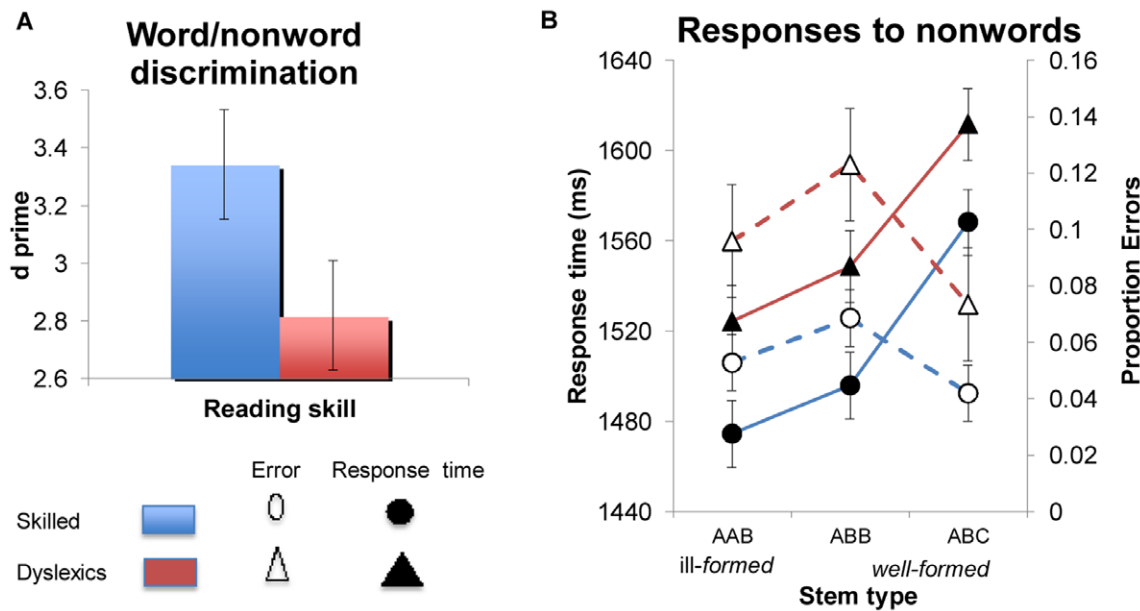 A
Word/nonword
discrimination
3.6
3.4
3.2
3
2.8
2.6
d prime
Reading skill
Error Response time
Skilled
Dyslexics
B
Responses to nonwords
1640
1600
1560
1520
1480
1440
Response time (ms)
0.16
0.14
0.12
0.1
0.08
0.06
0.04
0.02
0
Proportion Errors
AAB ABB ABC
ill-formed well-formed
Stem type